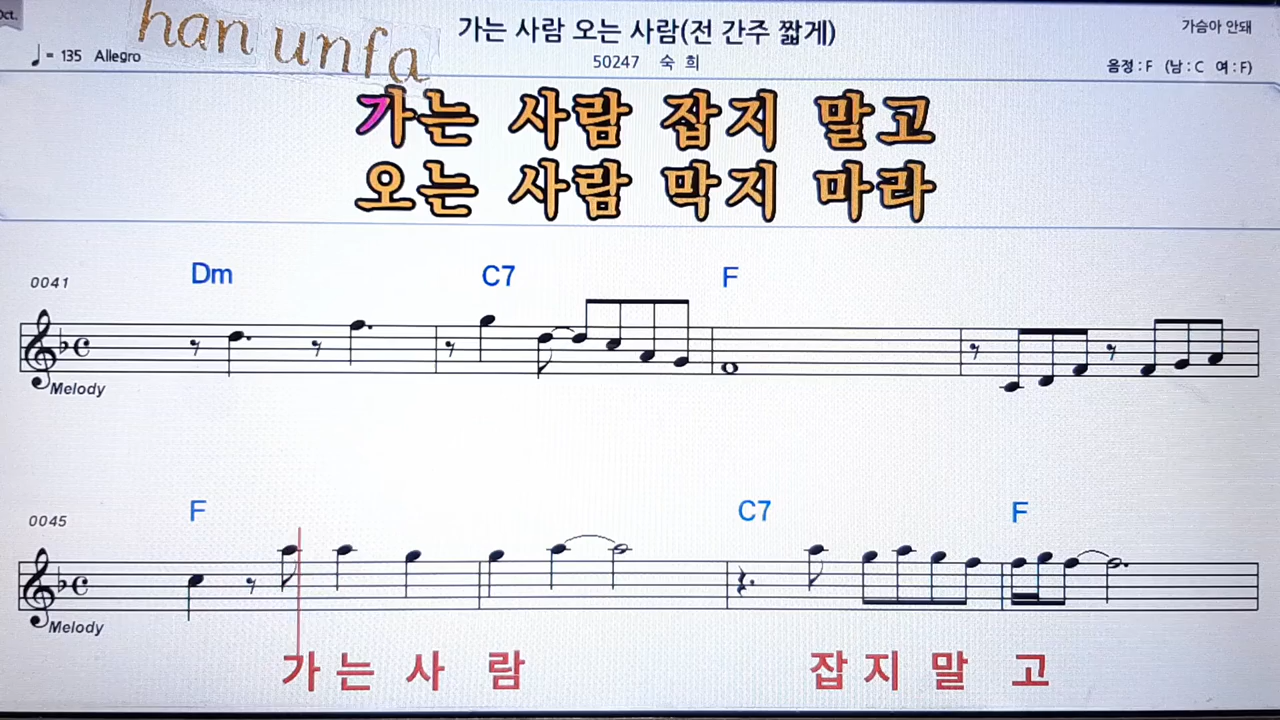 Oct.
han unfa
가는 사람 오는 사람(전 간주 짧게)
가슴아 안돼
♩= 135 Allegro
50247 숙 희
음정 : F (남 : C 여 : F)
가는 사람 잡지 말고
오는 사람 막지 마라
0041 Dm C7 F
Melody
0045 F C7 F
Melody
가 는 사 람 잡 지 말 고